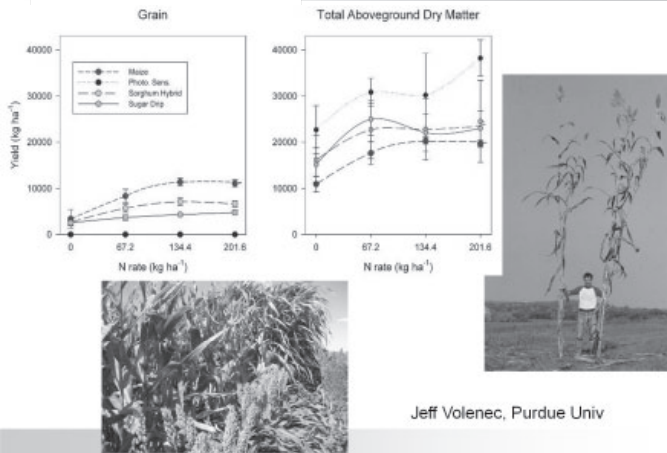 Grain
Total Aboveground Dry Matter
Yield (kg ha⁻¹)
40000
30000
20000
10000
0
Photo. Sens.
Sorghum Hybrid
Sugar Drip
0 67.2 134.4 201.6
N rate (kg ha⁻¹)
40000
30000
20000
10000
0
0 67.2 134.4 201.6
N rate (kg ha⁻¹)
Jeff Volenec, Purdue Univ